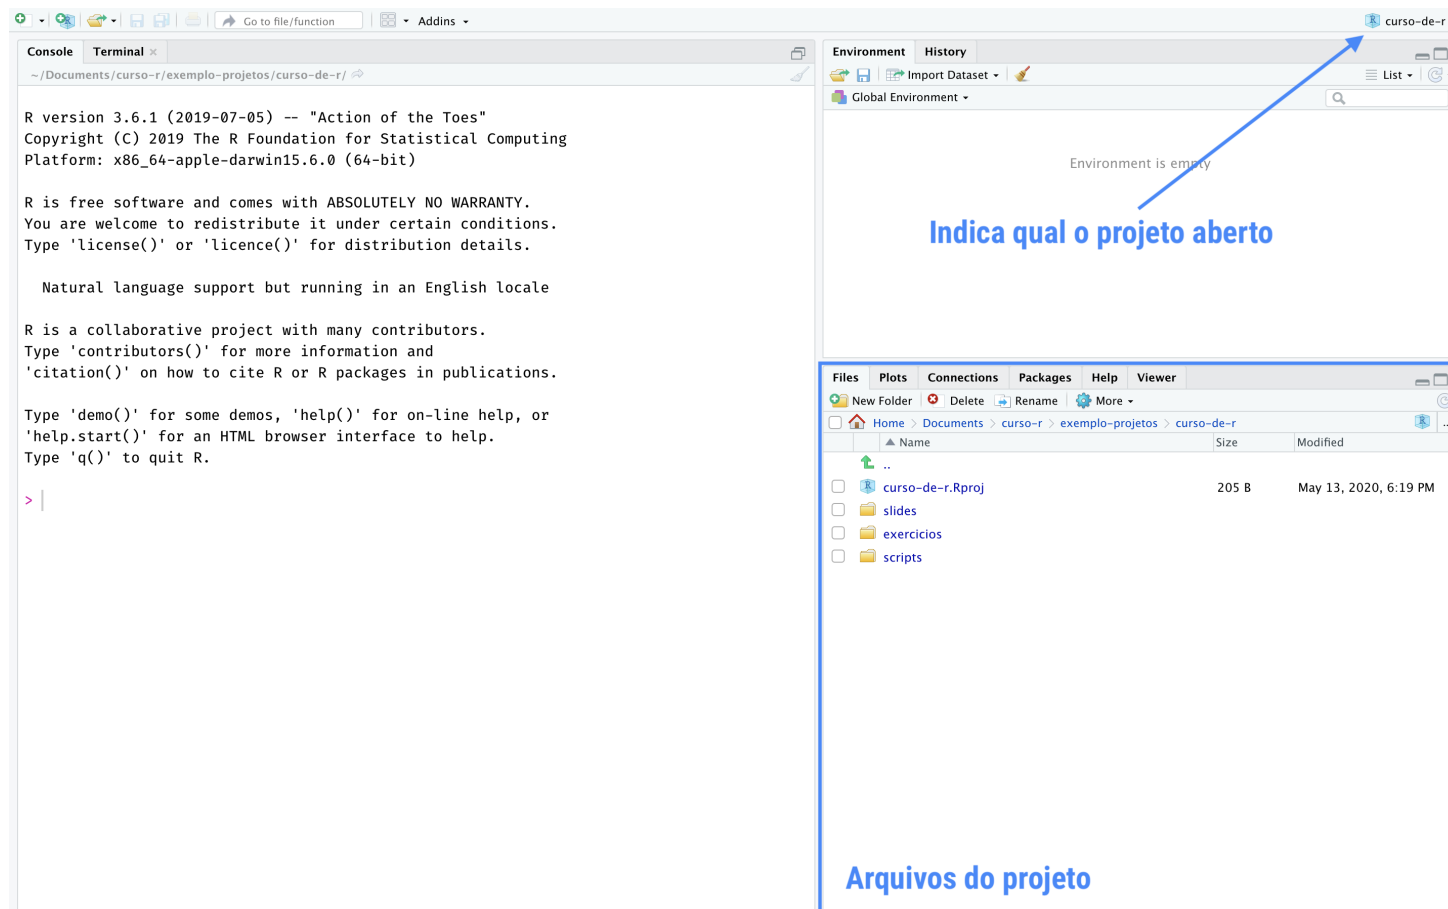 Go to file/function
Addins
curso-de-r
Console Terminal
~/Documents/curso-r/exemplo-projetos/curso-de-r/
R version 3.6.1 (2019-07-05) -- "Action of the Toes"
Copyright (C) 2019 The R Foundation for Statistical Computing
Platform: x86_64-apple-darwin15.6.0 (64-bit)
R is free software and comes with ABSOLUTELY NO WARRANTY.
You are welcome to redistribute it under certain conditions.
Type 'license()' or 'licence()' for distribution details.
Natural language support but running in an English locale
R is a collaborative project with many contributors.
Type 'contributors()' for more information and
'citation()' on how to cite R or R packages in publications.
Type 'demo()' for some demos, 'help()' for on-line help, or
'help.start()' for an HTML browser interface to help.
Type 'q()' to quit R.
>
Environment History
Import Dataset
List
Global Environment
Environment is empty
Indica qual o projeto aberto
Files Plots Connections Packages Help Viewer
New Folder Delete Rename More
Home > Documents > curso-r > exemplo-projetos > curso-de-r
Name Size Modified
..
curso-de-r.Rproj 205 B May 13, 2020, 6:19 PM
slides
exercicios
scripts
Arquivos do projeto